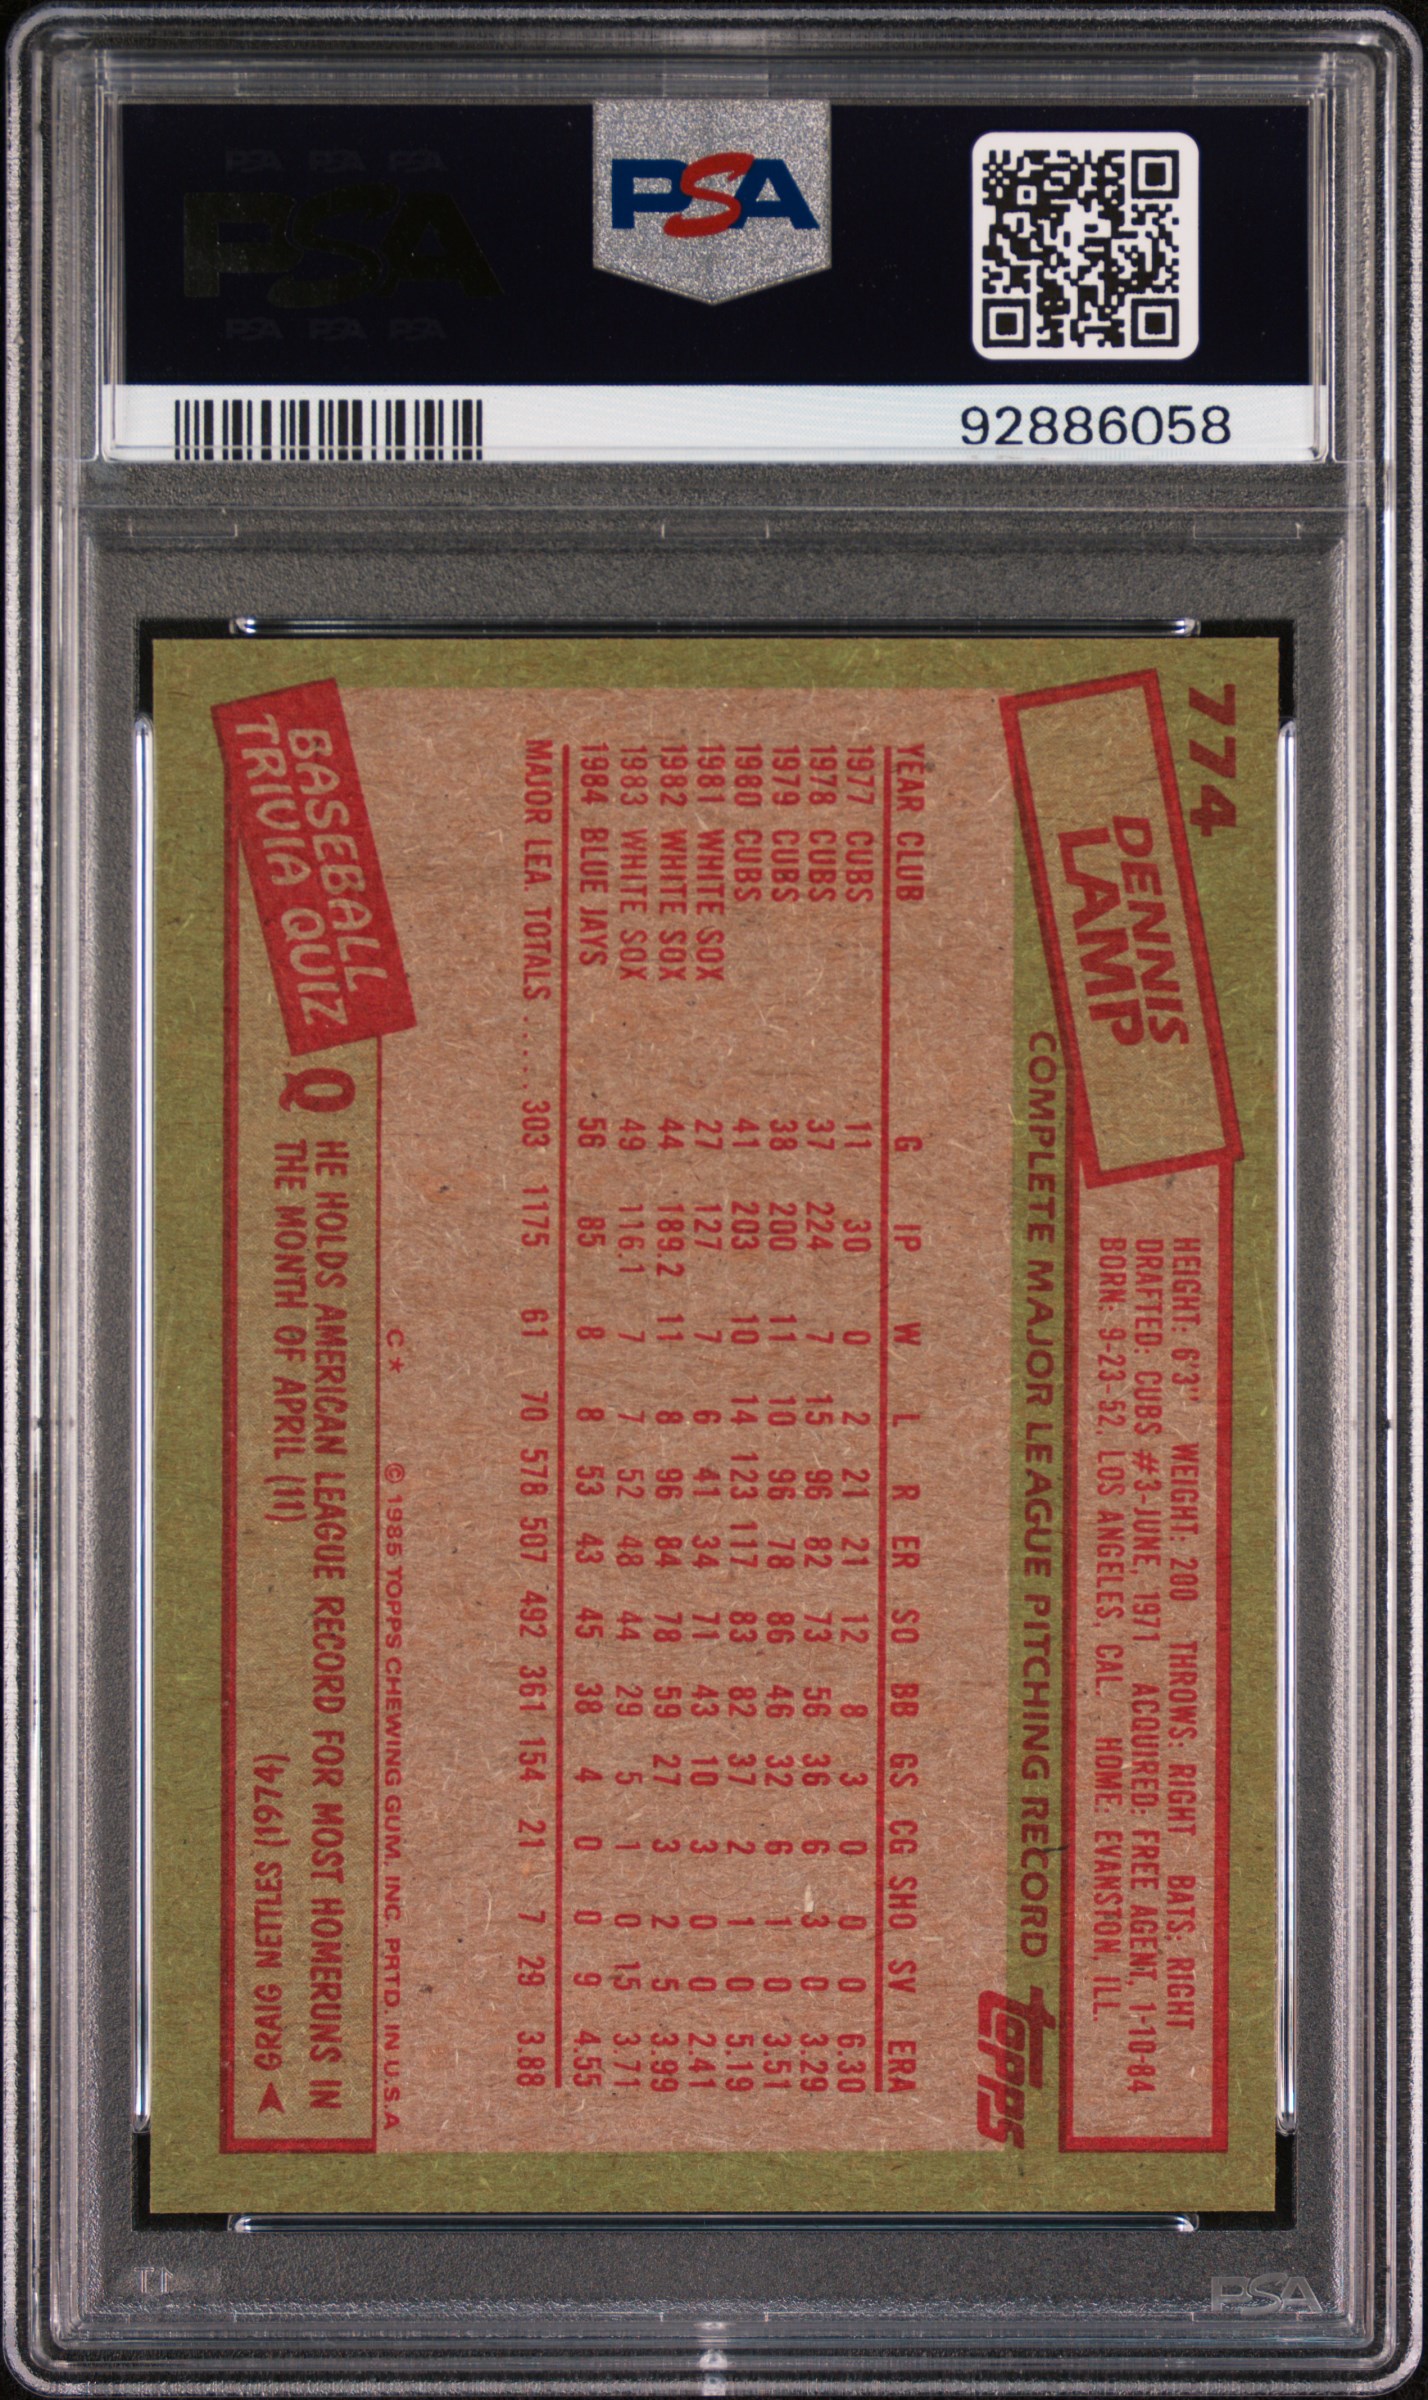 PSA PSA PSA
PSA
PSA PSA PSA
PSA
92886058
774
DENNIS
LAMP
HEIGHT: 6'3" WEIGHT: 200 THROWS: RIGHT BATS: RIGHT
DRAFTED: CUBS #3-JUNE, 1971 ACQUIRED: FREE AGENT, 1-10-84
BORN: 9-23-52, LOS ANGELES, CAL. HOME: EVANSTON, ILL.
COMPLETE MAJOR LEAGUE PITCHING RECORD
topps
YEAR CLUB G IP W L R ER SO BB GS CG SHO SV ERA
1977 CUBS 11 30 0 2 21 21 12 8 3 0 0 0 6.30
1978 CUBS 37 224 7 15 96 82 73 56 36 6 3 0 3.29
1979 CUBS 38 200 11 10 96 78 86 46 32 6 1 0 3.51
1980 CUBS 41 203 10 14 123 117 83 82 37 2 1 0 5.19
1981 WHITE SOX 27 127 7 6 41 34 71 43 10 3 0 0 2.41
1982 WHITE SOX 44 189.2 11 8 96 84 78 59 27 3 2 5 3.99
1983 WHITE SOX 49 116.1 7 7 52 48 44 29 5 1 0 15 3.71
1984 BLUE JAYS 56 85 8 8 53 43 45 38 4 0 0 9 4.55
MAJOR LEA. TOTALS ..... 303 1175 61 70 578 507 492 361 154 21 7 29 3.88
C* © 1985 TOPPS CHEWING GUM, INC. PRTD. IN U.S.A
BASEBALL
TRIVIA QUIZ
Q HE HOLDS AMERICAN LEAGUE RECORD FOR MOST HOMERUNS IN
THE MONTH OF APRIL (11)
GRAIG NETTLES (1974)
PSA